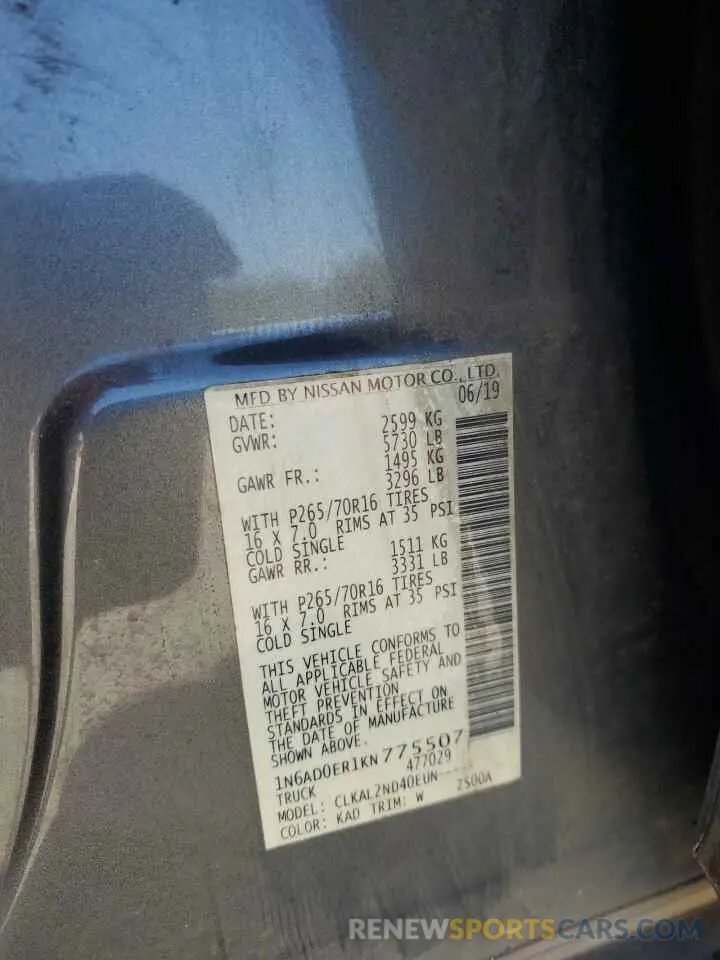 MFD BY NISSAN MOTOR CO., LTD.
DATE: 06/19
GVWR: 2599 KG
5730 LB
GAWR FR.: 1495 KG
3296 LB
WITH P265/70R16 TIRES
16 X 7.0 RIMS AT 35 PSI
COLD SINGLE
GAWR RR.: 1511 KG
3331 LB
WITH P265/70R16 TIRES
16 X 7.0 RIMS AT 35 PSI
COLD SINGLE
THIS VEHICLE CONFORMS TO
ALL APPLICABLE FEDERAL
MOTOR VEHICLE SAFETY AND
THEFT PREVENTION
STANDARDS IN EFFECT ON
THE DATE OF MANUFACTURE
SHOWN ABOVE.
1N6AD0ER1KN775507
TRUCK 477029
MODEL: CLKAL2ND40EUN-----
COLOR: KAD TRIM: W 2S00A
RENEWSPORTSCARS.COM